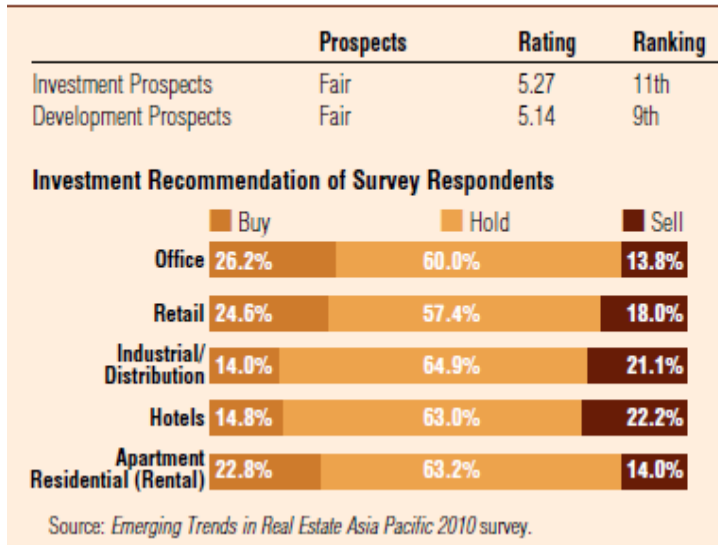 Prospects Rating Ranking
Investment Prospects Fair 5.27 11th
Development Prospects Fair 5.14 9th
Investment Recommendation of Survey Respondents
Buy Hold Sell
Office 26.2% 60.0% 13.8%
Retail 24.6% 57.4% 18.0%
Industrial/
Distribution 14.0% 64.9% 21.1%
Hotels 14.8% 63.0% 22.2%
Apartment
Residential (Rental) 22.8% 63.2% 14.0%
Source: Emerging Trends in Real Estate Asia Pacific 2010 survey.